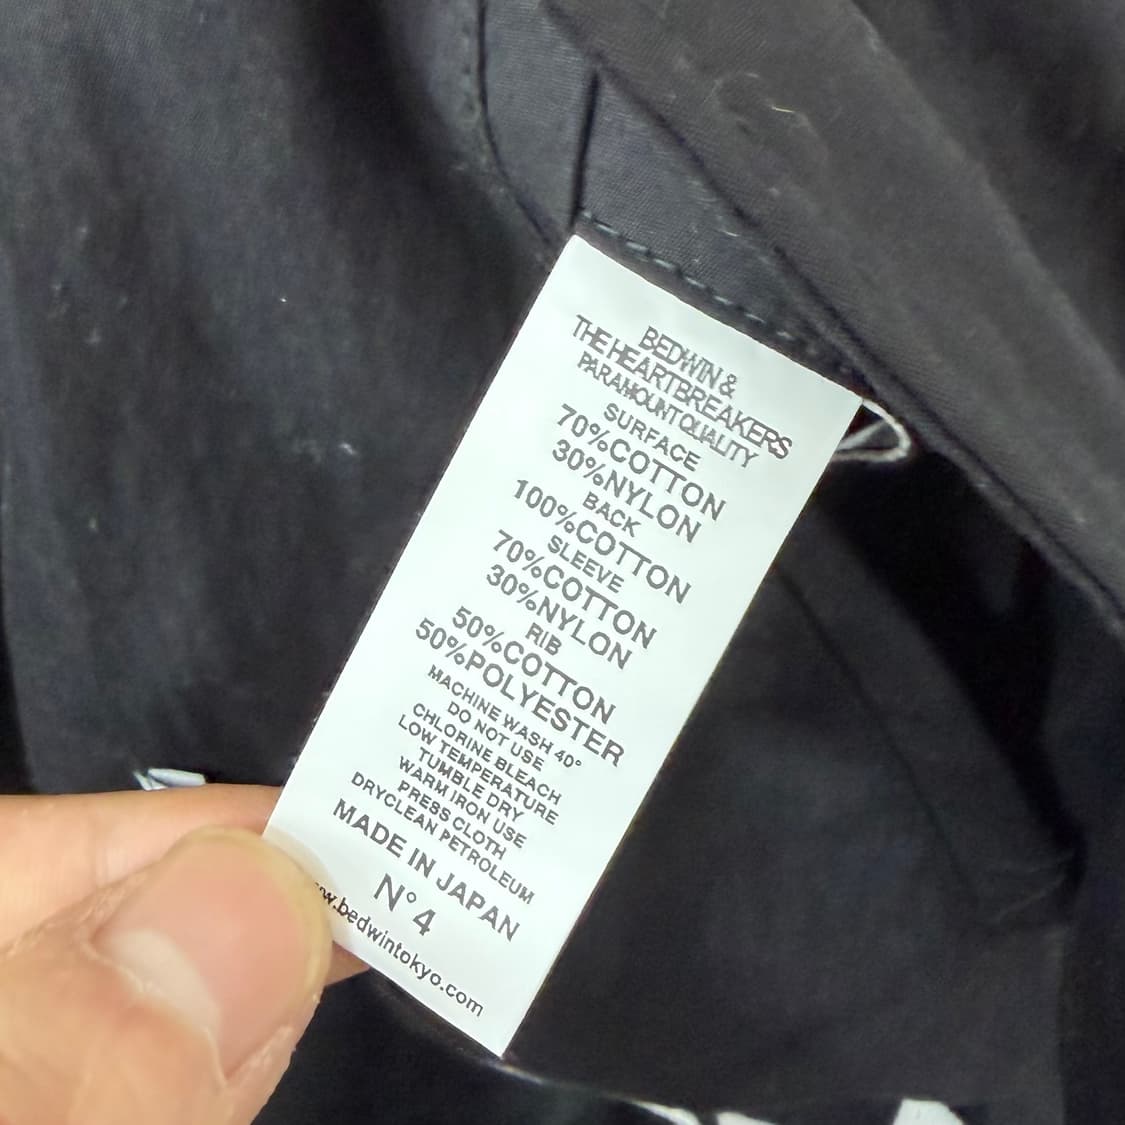 BEDWIN &
THE HEARTBREAKERS
PARAMOUNT QUALITY
SURFACE
70%COTTON
30%NYLON
BACK
100%COTTON
SLEEVE
70%COTTON
30%NYLON
RIB
50%COTTON
50%POLYESTER
MACHINE WASH 40°
DO NOT USE
CHLORINE BLEACH
LOW TEMPERATURE
TUMBLE DRY
WARM IRON USE
PRESS CLOTH
DRYCLEAN PETROLEUM
MADE IN JAPAN
N°4
w.bedwintokyo.com